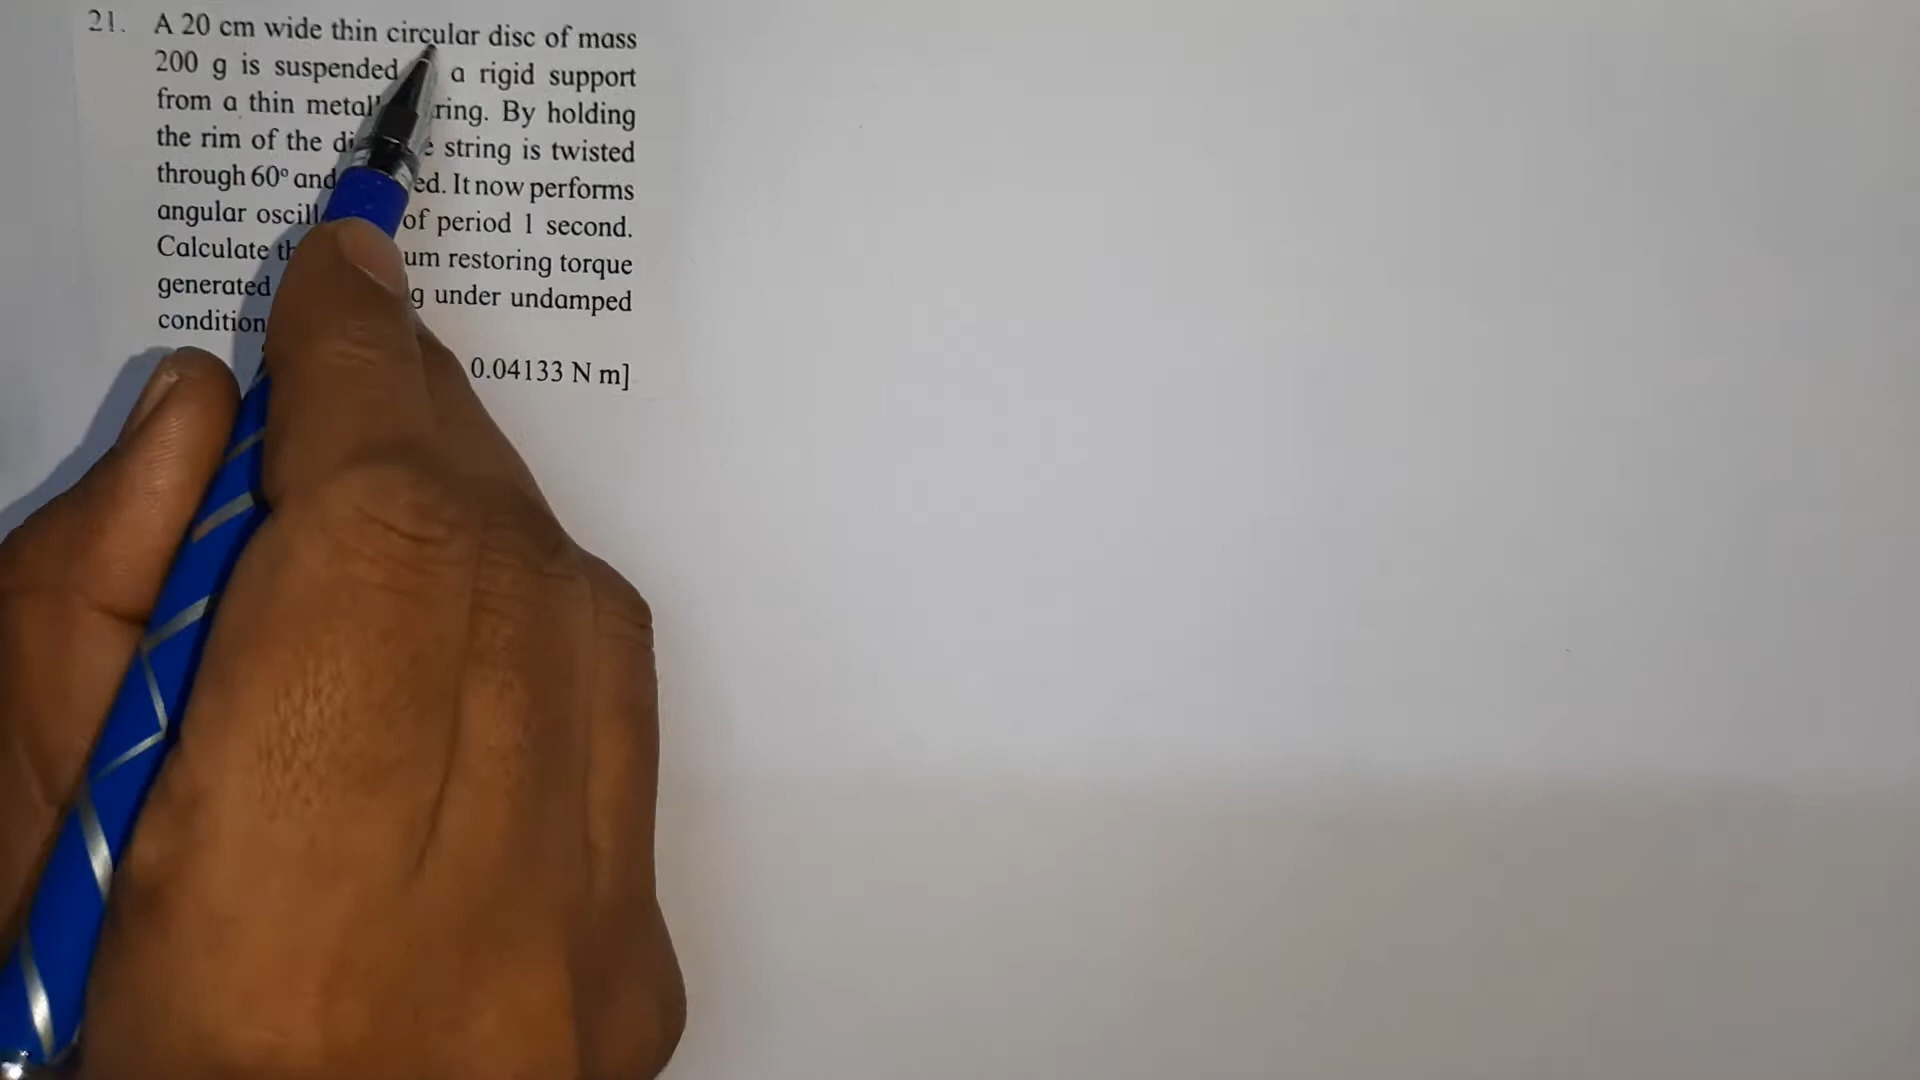 21. A 20 cm wide thin circular disc of mass
200 g is suspended a rigid support
from a thin metal ring. By holding
the rim of the di e string is twisted
through 60º and ed. It now performs
angular oscill of period 1 second.
Calculate th um restoring torque
generated g under undamped
condition
0.04133 N m]